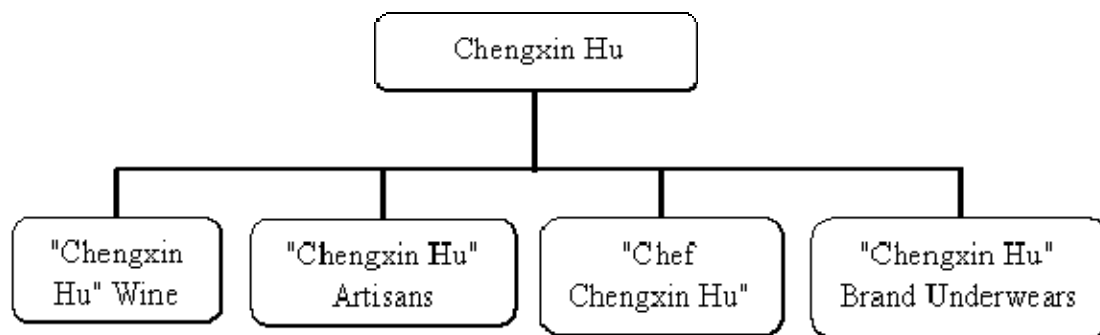 Chengxin Hu
"Chengxin
Hu" Wine
"Chengxin Hu"
Artisans
"Chef
Chengxin Hu"
"Chengxin Hu"
Brand Underwears